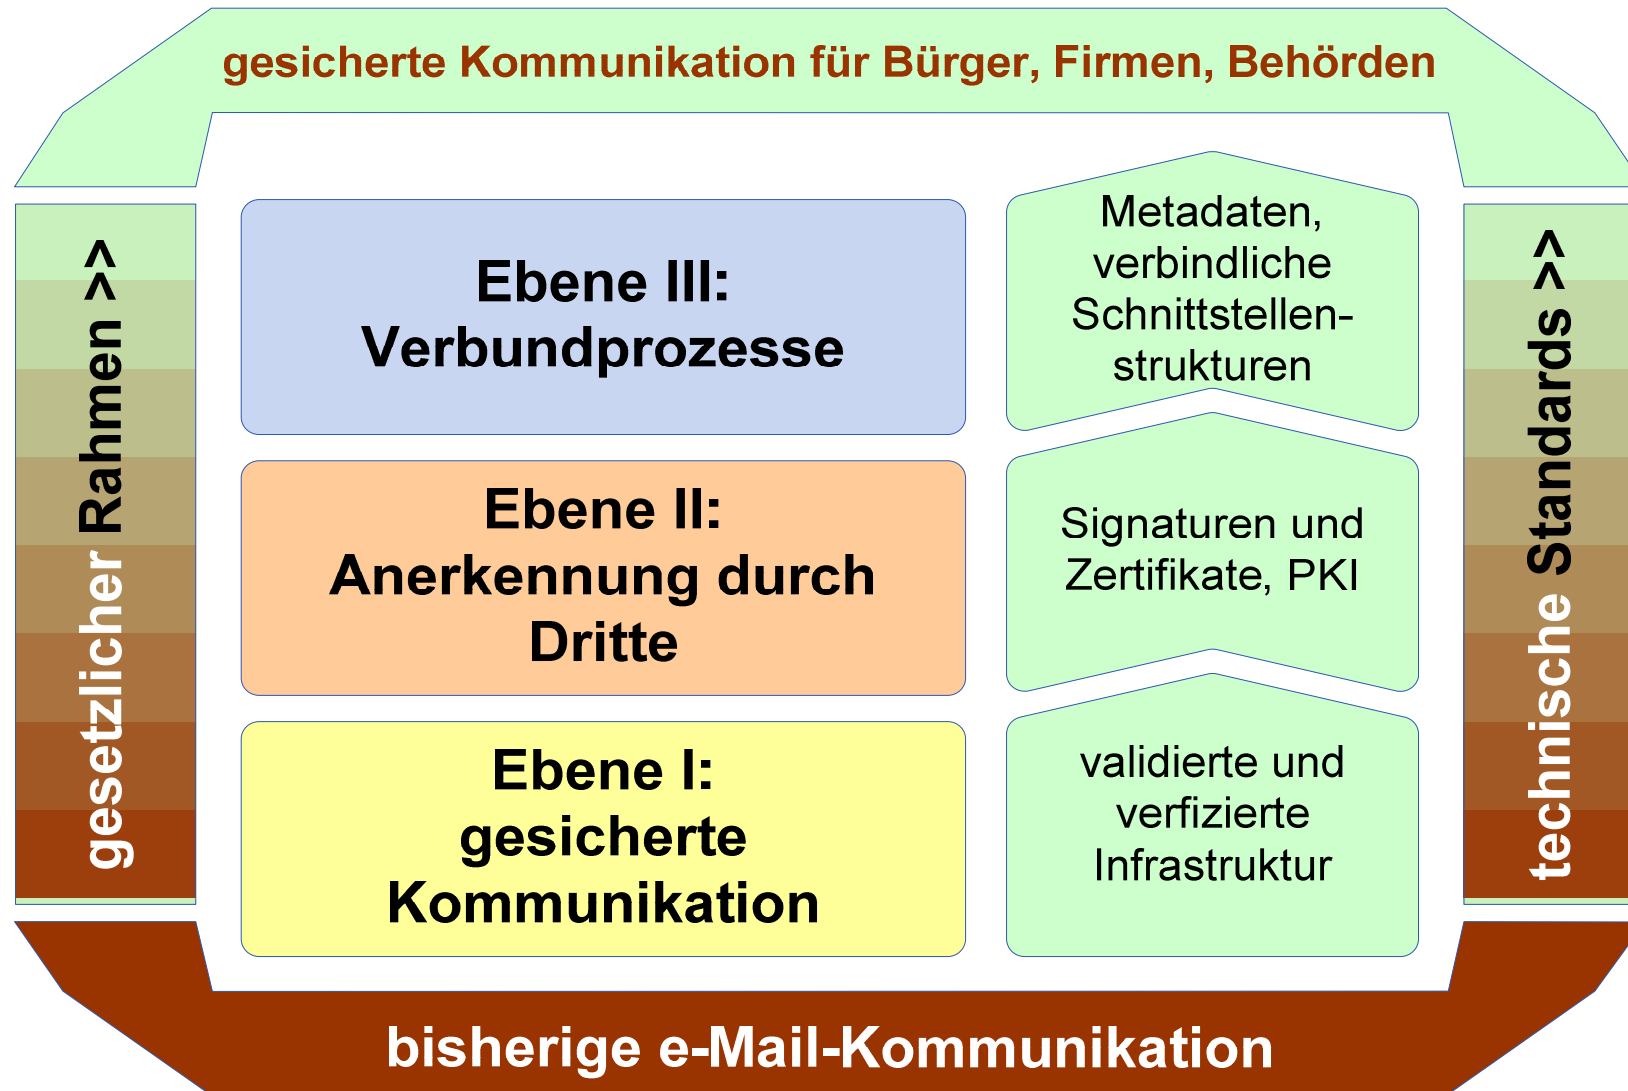 gesicherte Kommunikation für Bürger, Firmen, Behörden
gesetzlicher Rahmen >>
Ebene III:
Verbundprozesse
Metadaten,
verbindliche
Schnittstellen-
strukturen
Ebene II:
Anerkennung durch
Dritte
Signaturen und
Zertifikate, PKI
Ebene I:
gesicherte
Kommunikation
validierte und
verfizierte
Infrastruktur
technische Standards >>
bisherige e-Mail-Kommunikation